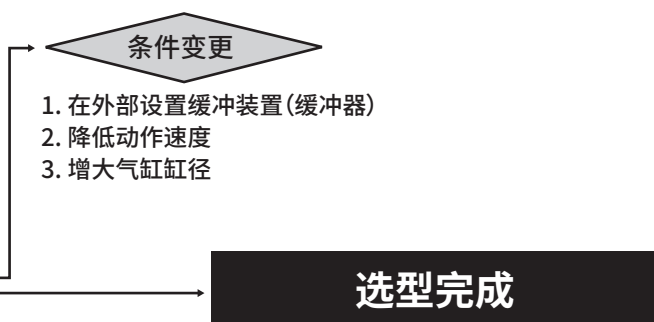 条件变更
1. 在外部设置缓冲装置（缓冲器）
2. 降低动作速度
3. 增大气缸缸径
选型完成